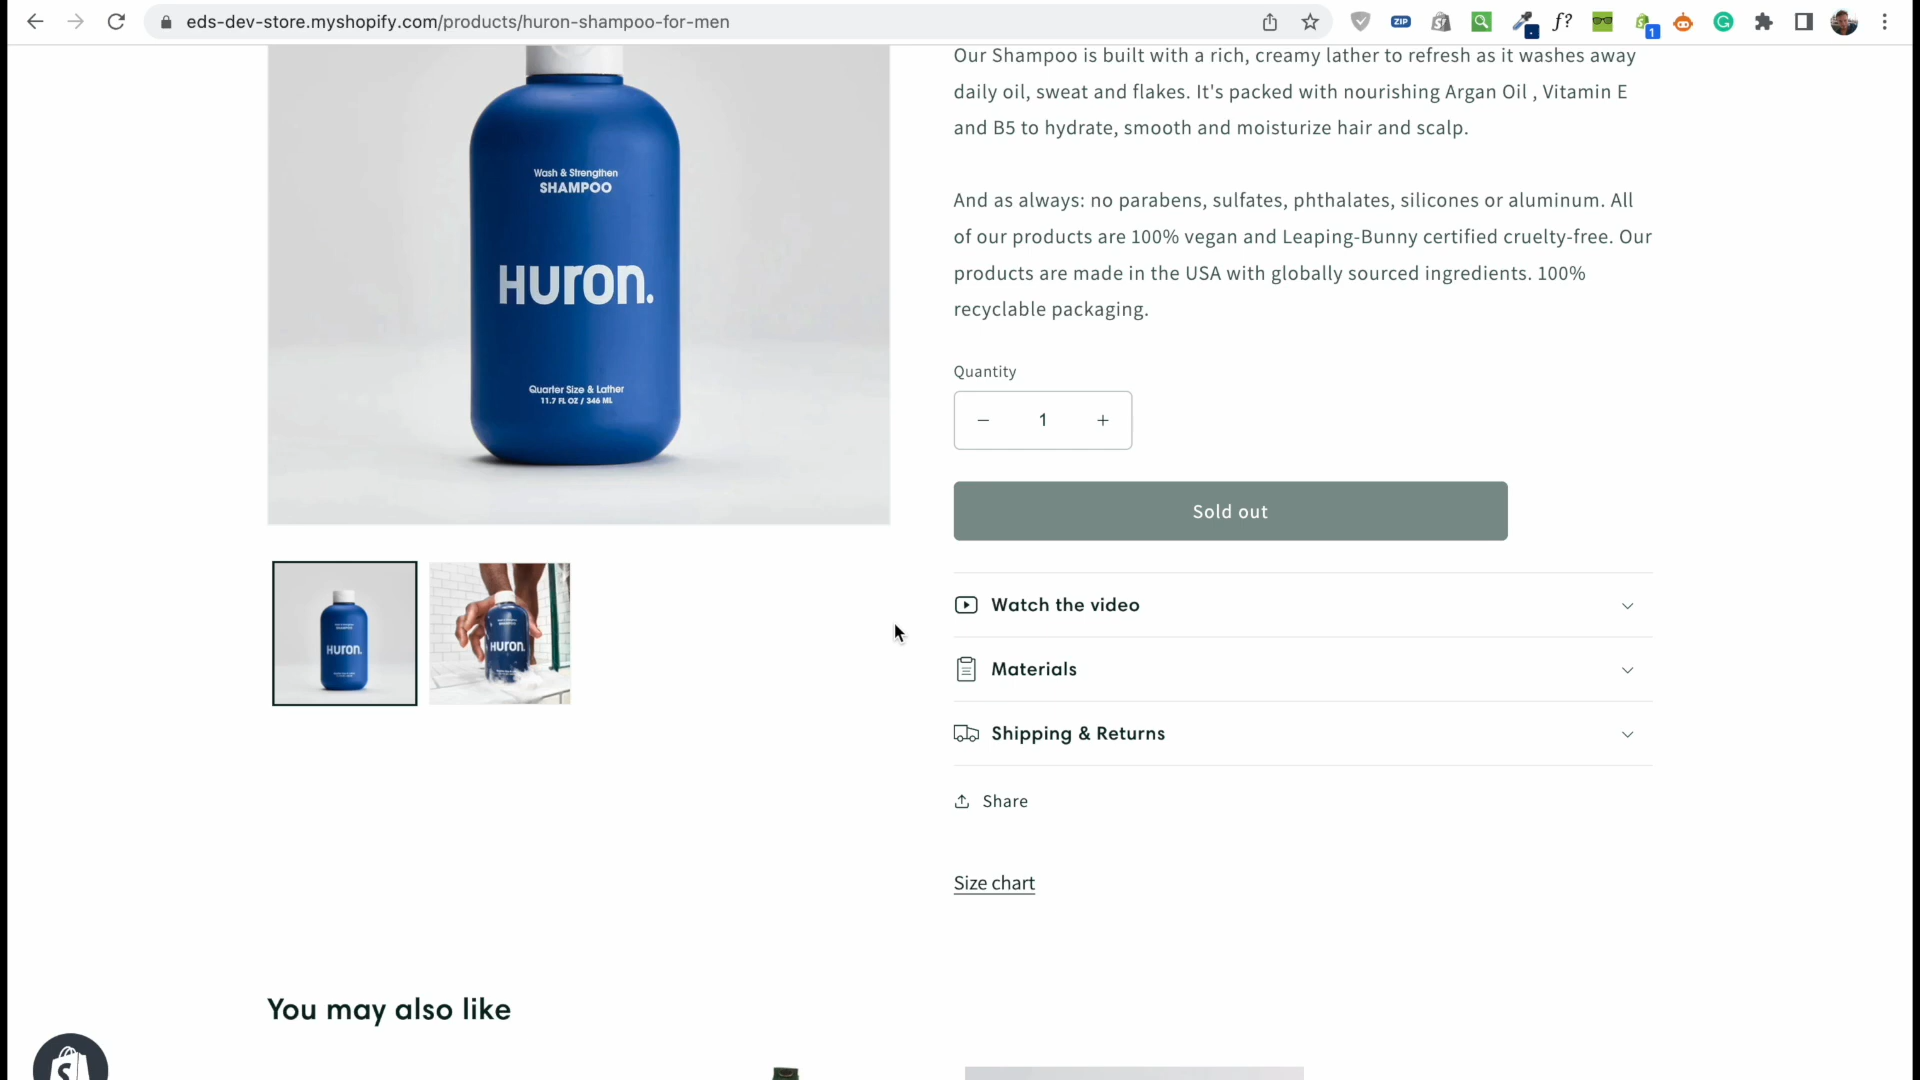 eds-dev-store.myshopify.com/products/huron-shampoo-for-men
ZIP
f?
1
Our Shampoo is built with a rich, creamy lather to refresh as it washes away
daily oil, sweat and flakes. It's packed with nourishing Argan Oil , Vitamin E
and B5 to hydrate, smooth and moisturize hair and scalp.
And as always: no parabens, sulfates, phthalates, silicones or aluminum. All
of our products are 100% vegan and Leaping-Bunny certified cruelty-free. Our
products are made in the USA with globally sourced ingredients. 100%
recyclable packaging.
Wash & Strengthen
SHAMPOO
Huron.
Quarter Size & Lather
11.7 FL OZ / 346 ML
Quantity
1
Sold out
Watch the video
Materials
Shipping & Returns
Share
Size chart
Huron.
Huron.
You may also like